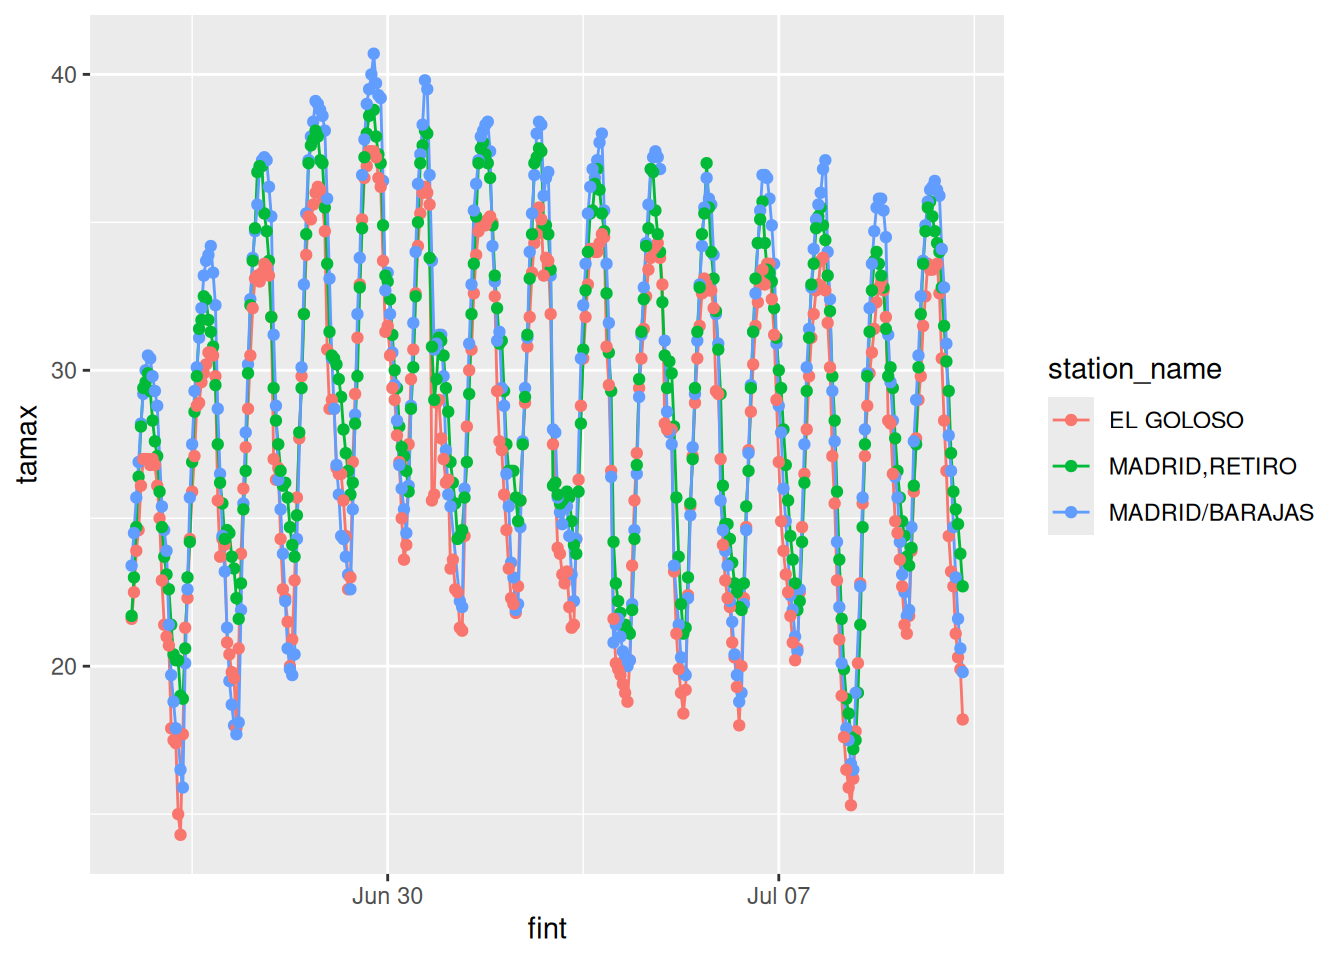 40
30
20
tamax
Jun 30
Jul 07
fint
station_name
EL GOLOSO
MADRID,RETIRO
MADRID/BARAJAS